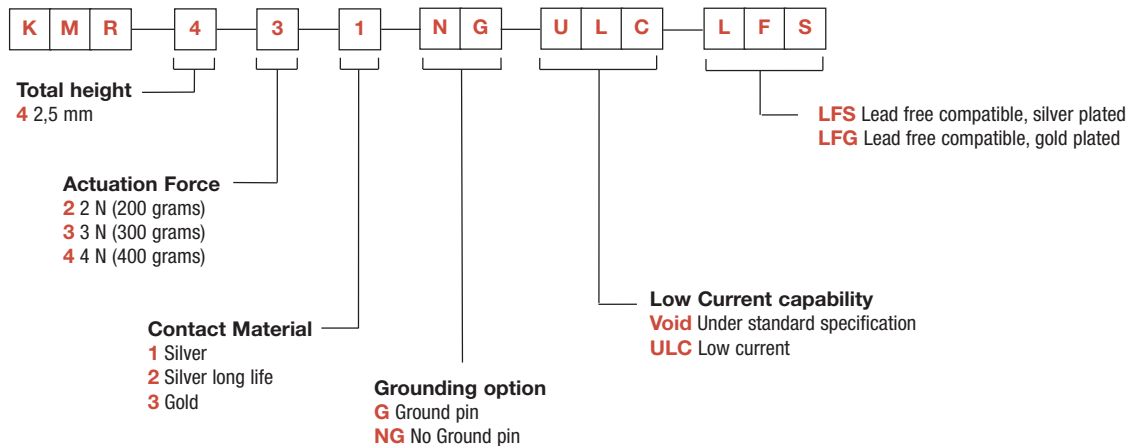 K M R 4 3 1 N G U L C L F S
Total height
4 2,5 mm
LFS Lead free compatible, silver plated
LFG Lead free compatible, gold plated
Actuation Force
2 2 N (200 grams)
3 3 N (300 grams)
4 4 N (400 grams)
Low Current capability
Void Under standard specification
ULC Low current
Contact Material
1 Silver
2 Silver long life
3 Gold
Grounding option
G Ground pin
NG No Ground pin